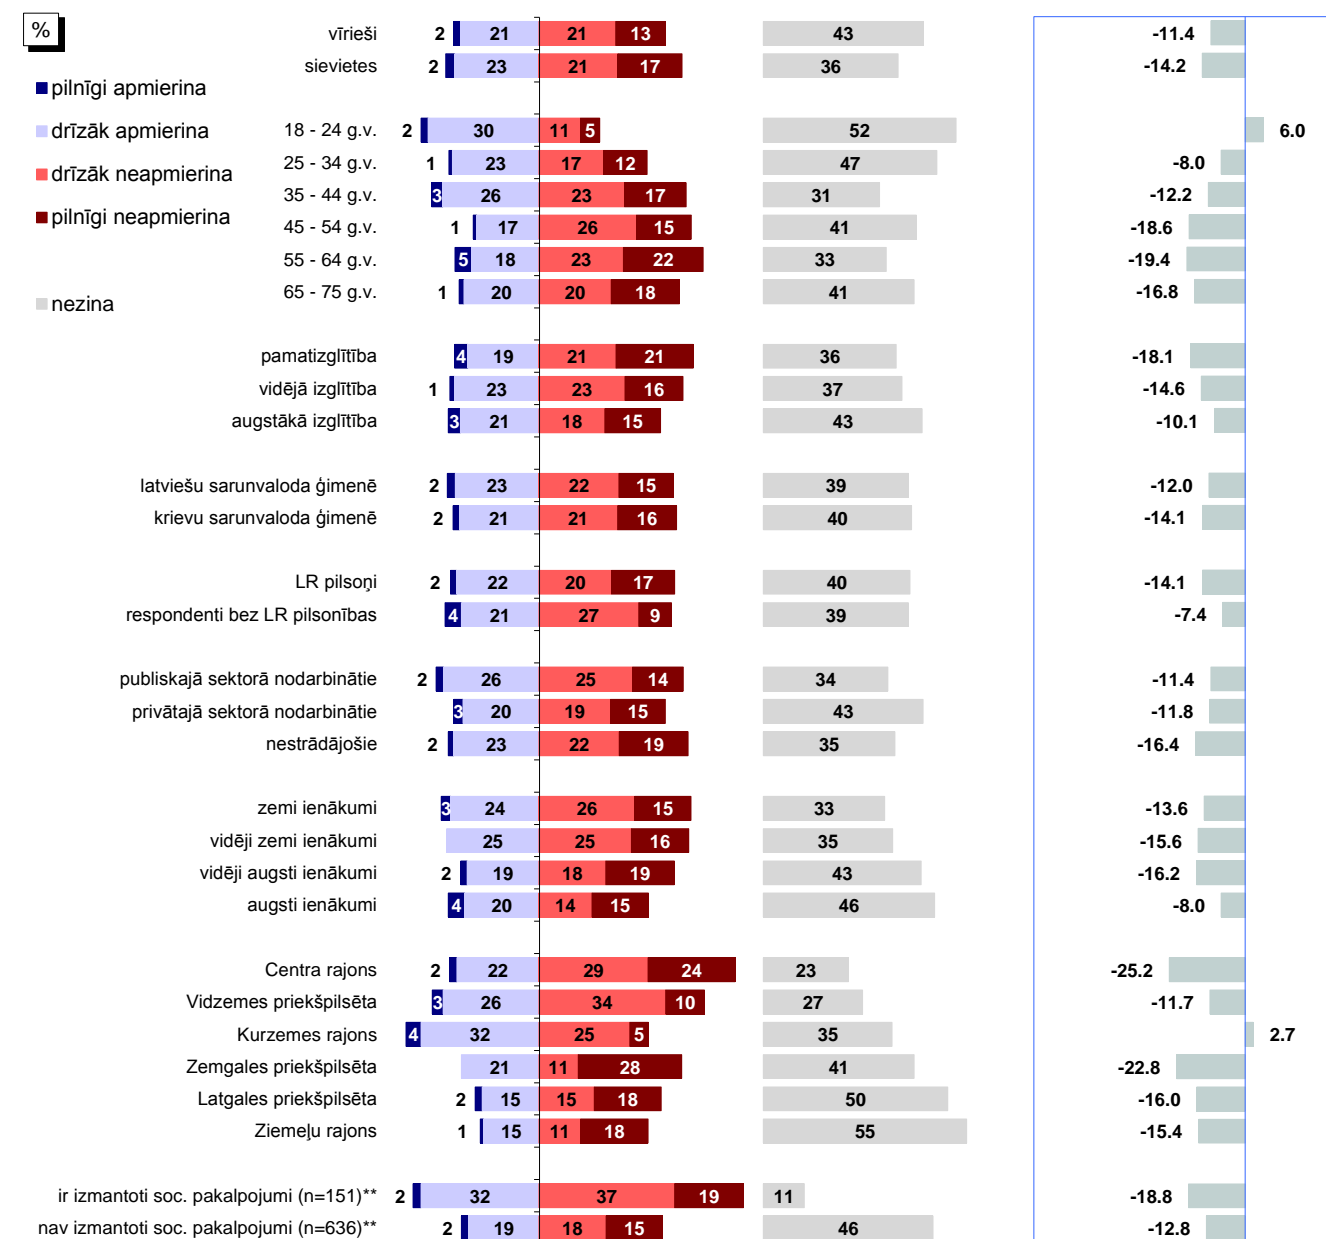 %
pilnīgi apmierina
drīzāk apmierina
drīzāk neapmierina
pilnīgi neapmierina
nezina
vīrieši 2 21 21 13 43 -11.4
sievietes 2 23 21 17 36 -14.2
18 - 24 g.v. 2 30 11 5 52 6.0
25 - 34 g.v. 1 23 17 12 47 -8.0
35 - 44 g.v. 3 26 23 17 31 -12.2
45 - 54 g.v. 1 17 26 15 41 -18.6
55 - 64 g.v. 5 18 23 22 33 -19.4
65 - 75 g.v. 1 20 20 18 41 -16.8
pamatizglītība 4 19 21 21 36 -18.1
vidējā izglītība 1 23 23 16 37 -14.6
augstākā izglītība 3 21 18 15 43 -10.1
latviešu sarunvaloda ģimenē 2 23 22 15 39 -12.0
krievu sarunvaloda ģimenē 2 21 21 16 40 -14.1
LR pilsoņi 2 22 20 17 40 -14.1
respondenti bez LR pilsonības 4 21 27 9 39 -7.4
publiskajā sektorā nodarbinātie 2 26 25 14 34 -11.4
privātajā sektorā nodarbinātie 3 20 19 15 43 -11.8
nestrādājošie 2 23 22 19 35 -16.4
zemi ienākumi 3 24 26 15 33 -13.6
vidēji zemi ienākumi 25 25 16 35 -15.6
vidēji augsti ienākumi 2 19 18 19 43 -16.2
augsti ienākumi 4 20 14 15 46 -8.0
Centra rajons 2 22 29 24 23 -25.2
Vidzemes priekšpilsēta 3 26 34 10 27 -11.7
Kurzemes rajons 4 32 25 5 35 2.7
Zemgales priekšpilsēta 21 11 28 41 -22.8
Latgales priekšpilsēta 2 15 15 18 50 -16.0
Ziemeļu rajons 1 15 11 18 55 -15.4
ir izmantoti soc. pakalpojumi (n=151)** 2 32 37 19 11 -18.8
nav izmantoti soc. pakalpojumi (n=636)** 2 19 18 15 46 -12.8